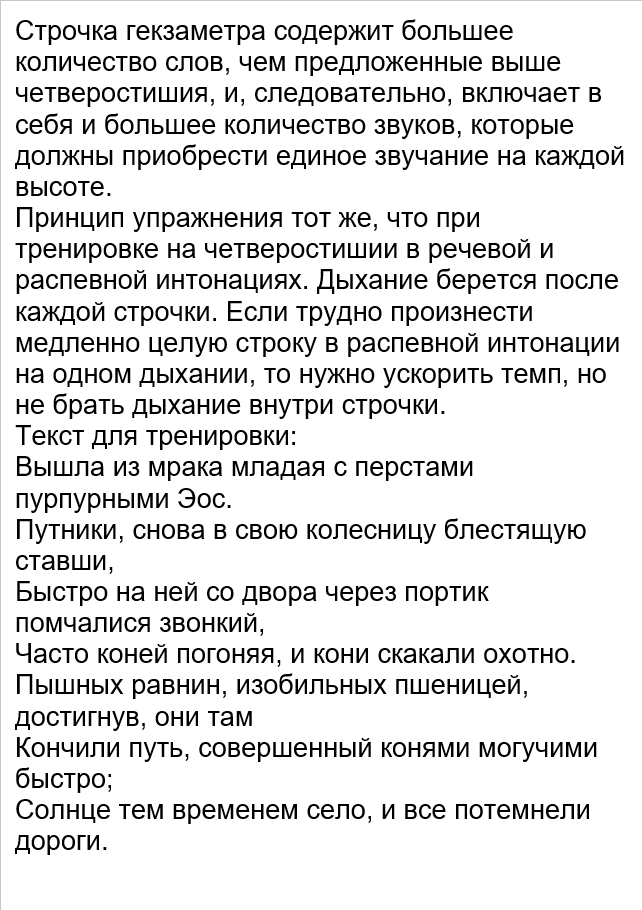 Строчка гекзаметра содержит большее
количество слов, чем предложенные выше
четверостишия, и, следовательно, включает в
себя и большее количество звуков, которые
должны приобрести единое звучание на каждой
высоте.
Принцип упражнения тот же, что при
тренировке на четверостишии в речевой и
распевной интонациях. Дыхание берется после
каждой строчки. Если трудно произнести
медленно целую строку в распевной интонации
на одном дыхании, то нужно ускорить темп, но
не брать дыхание внутри строчки.
Текст для тренировки:
Вышла из мрака младая с перстами
пурпурными Эос.
Путники, снова в свою колесницу блестящую
ставши,
Быстро на ней со двора через портик
помчалися звонкий,
Часто коней погоняя, и кони скакали охотно.
Пышных равнин, изобильных пшеницей,
достигнув, они там
Кончили путь, совершенный конями могучими
быстро;
Солнце тем временем село, и все потемнели
дороги.